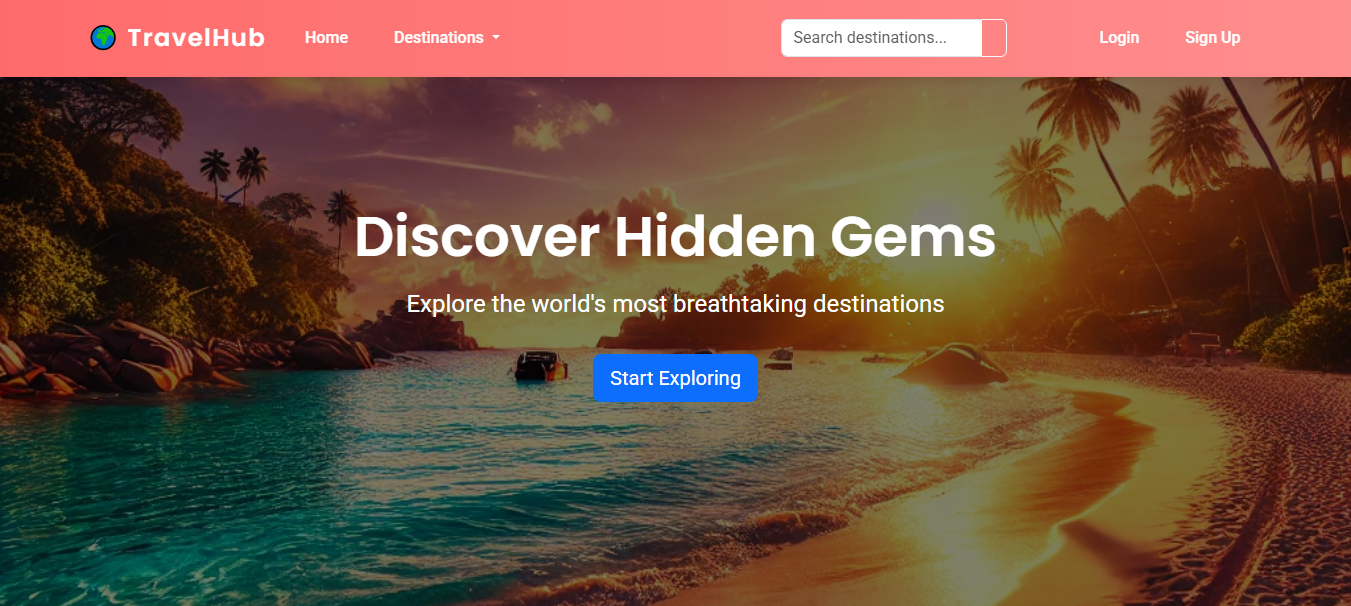 TravelHub
Home
Destinations
Search destinations...
Login
Sign Up
Discover Hidden Gems
Explore the world's most breathtaking destinations
Start Exploring